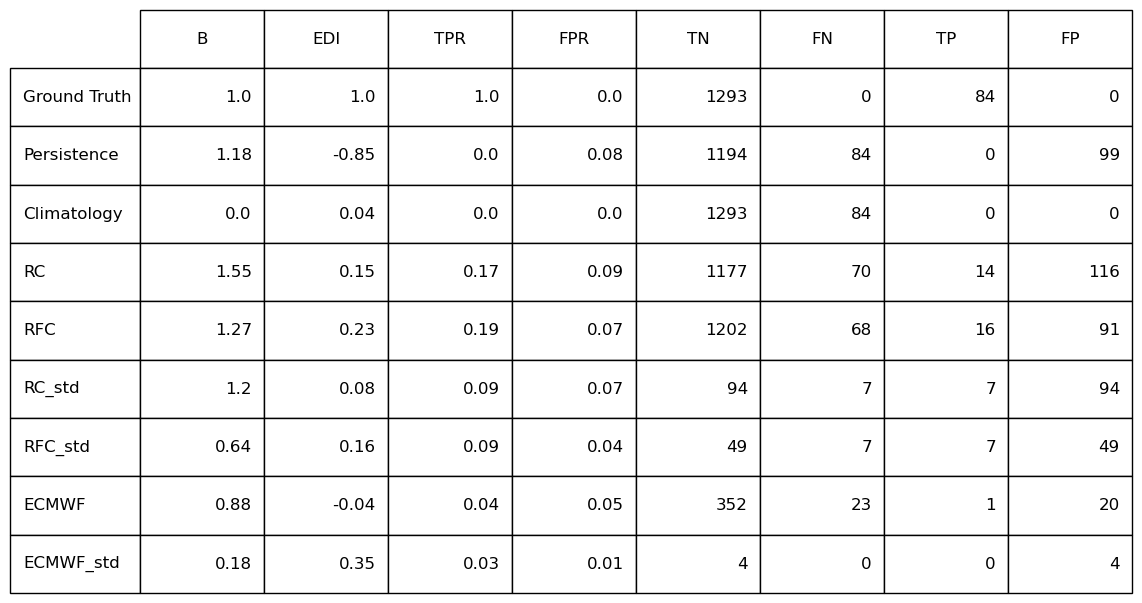 B EDI TPR FPR TN FN TP FP
Ground Truth 1.0 1.0 1.0 0.0 1293 0 84 0
Persistence 1.18 -0.85 0.0 0.08 1194 84 0 99
Climatology 0.0 0.04 0.0 0.0 1293 84 0 0
RC 1.55 0.15 0.17 0.09 1177 70 14 116
RFC 1.27 0.23 0.19 0.07 1202 68 16 91
RC_std 1.2 0.08 0.09 0.07 94 7 7 94
RFC_std 0.64 0.16 0.09 0.04 49 7 7 49
ECMWF 0.88 -0.04 0.04 0.05 352 23 1 20
ECMWF_std 0.18 0.35 0.03 0.01 4 0 0 4